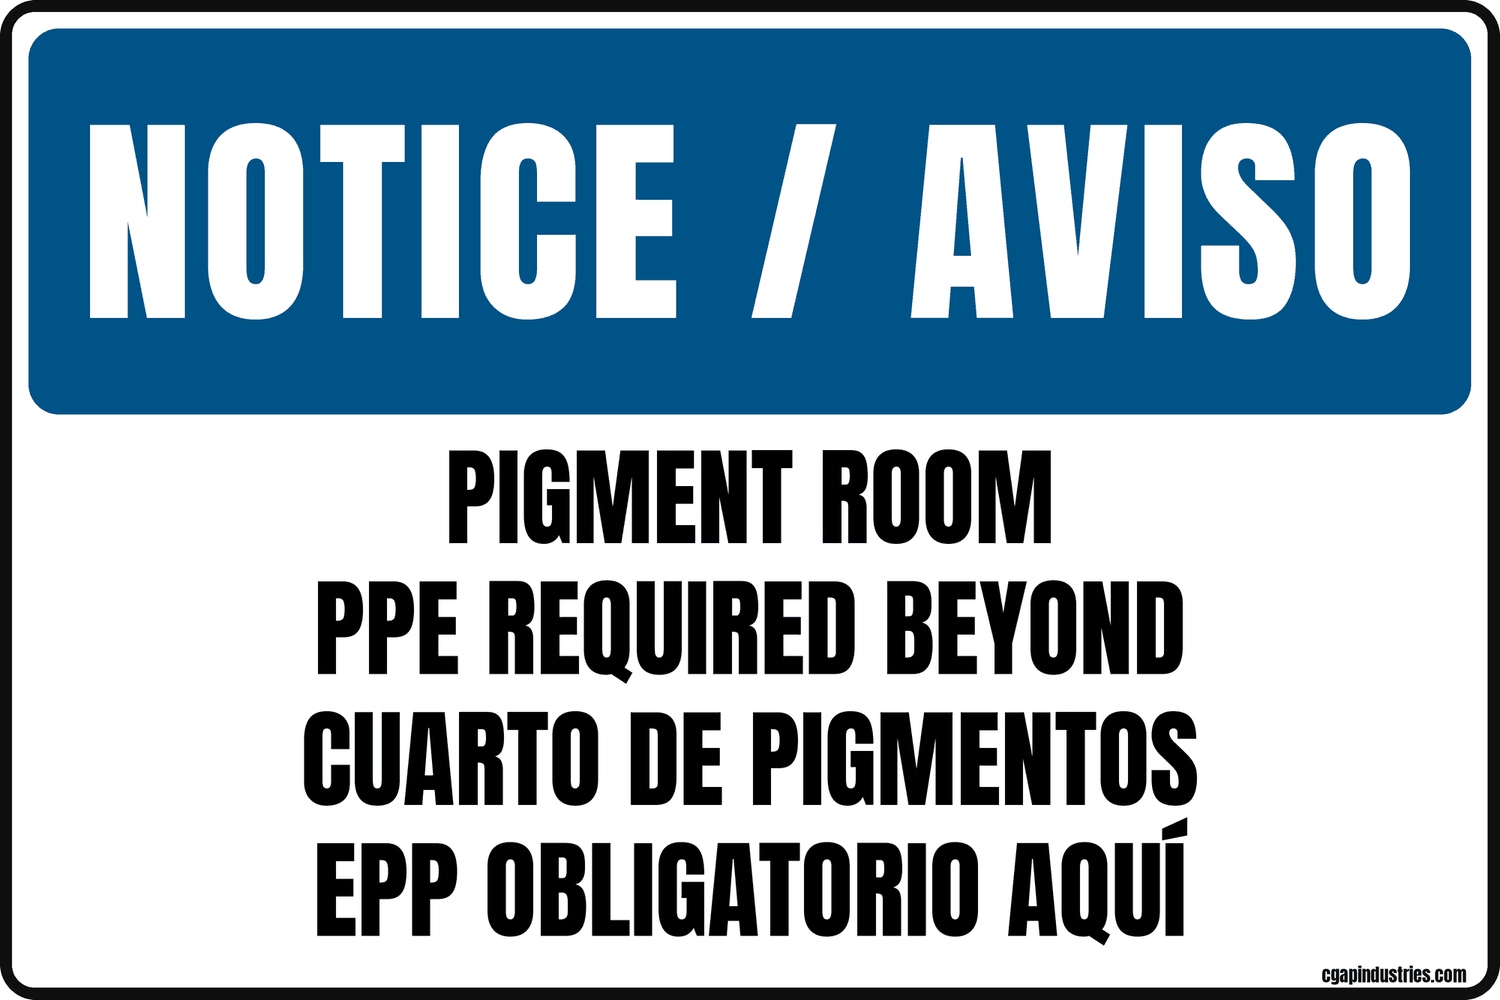 NOTICE / AVISO
PIGMENT ROOM
PPE REQUIRED BEYOND
CUARTO DE PIGMENTOS
EPP OBLIGATORIO AQUÍ
cgapindustries.com